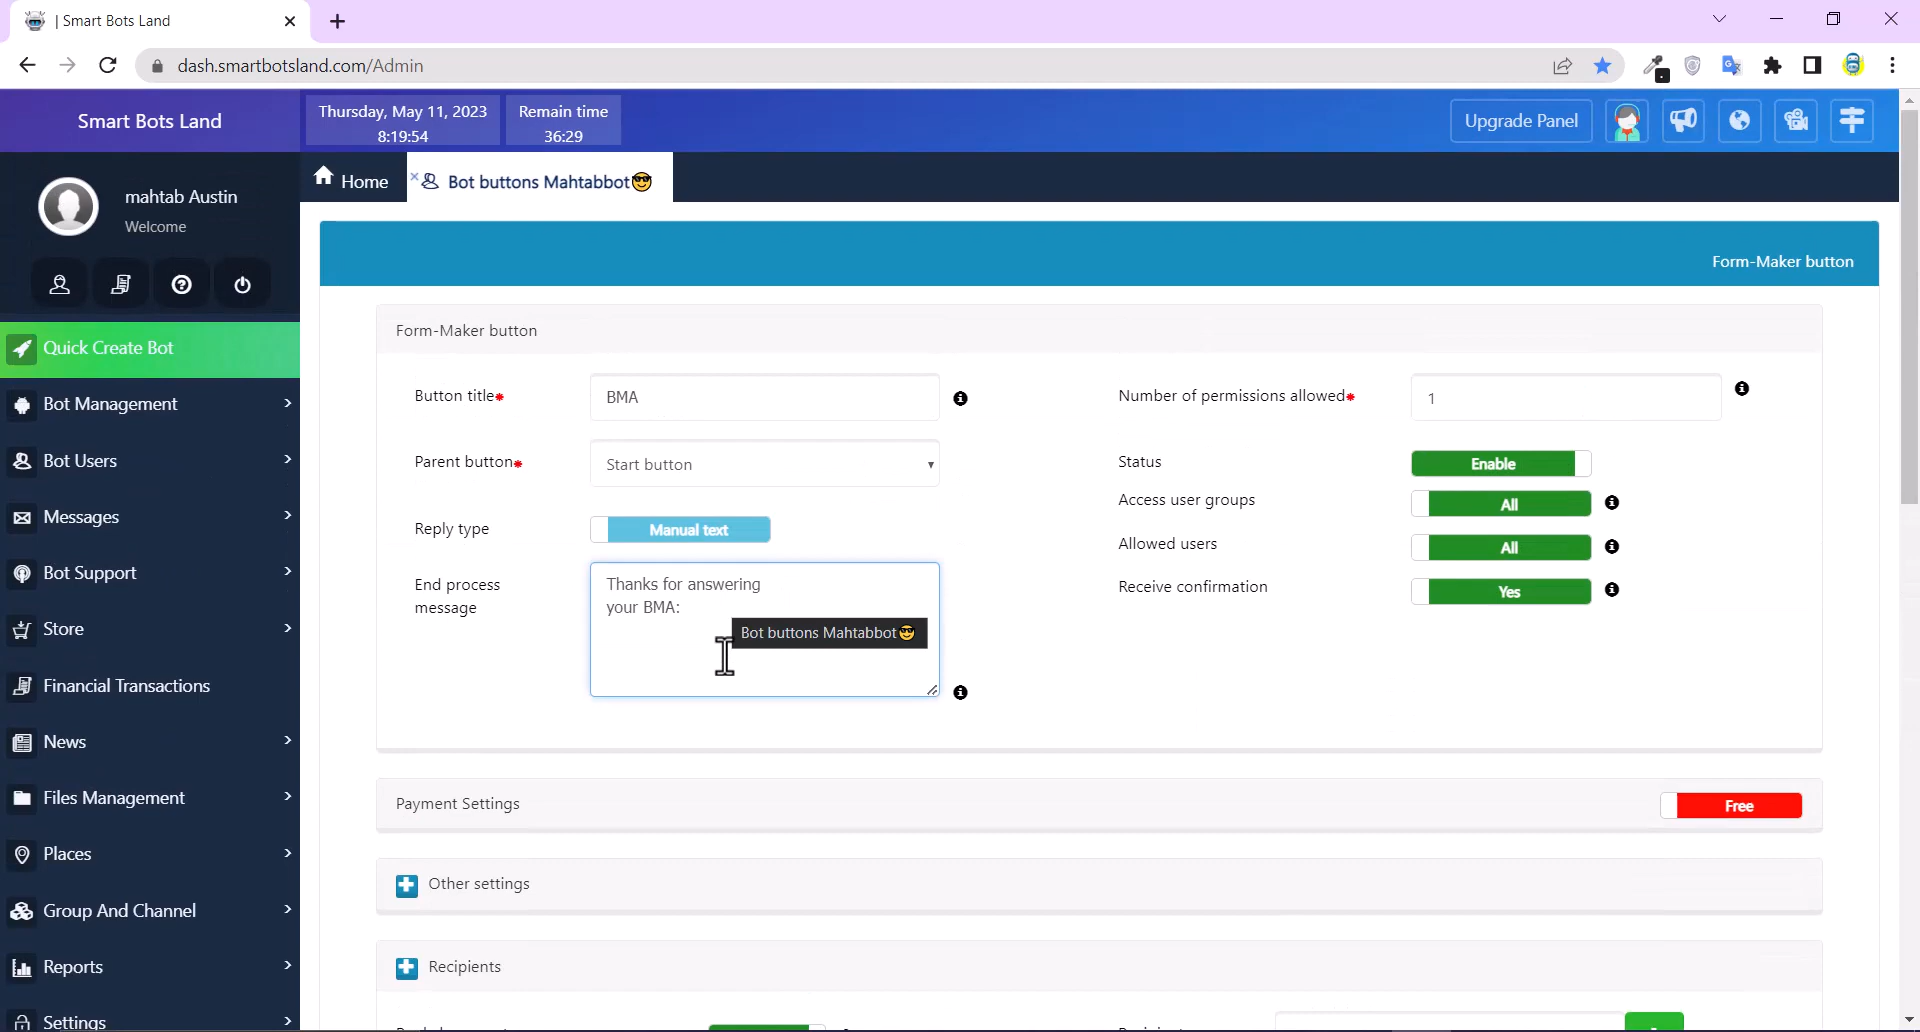 | Smart Bots Land
dash.smartbotsland.com/Admin
Smart Bots Land
Thursday, May 11, 2023
8:19:54
Remain time
36:29
Upgrade Panel
mahtab Austin
Welcome
Home
Bot buttons Mahtabbot😎
Quick Create Bot
Bot Management
Bot Users
Messages
Bot Support
Store
Financial Transactions
News
Files Management
Places
Group And Channel
Reports
Settings
Form-Maker button
Form-Maker button
Button title*
BMA
Number of permissions allowed*
1
Parent button*
Start button
Status
Enable
Access user groups
All
Reply type
Manual text
Allowed users
All
End process
message
Thanks for answering
your BMA:
Receive confirmation
Yes
Bot buttons Mahtabbot😎
Payment Settings
Free
Other settings
Recipients